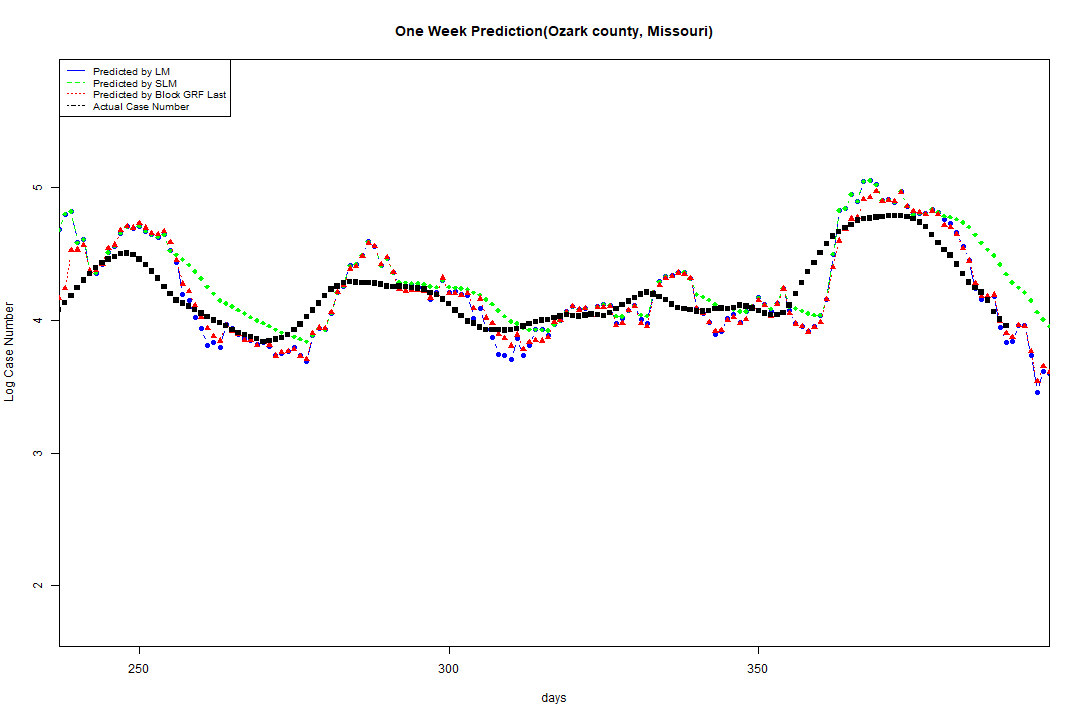 One Week Prediction(Ozark county, Missouri)
Predicted by LM
Predicted by SLM
Predicted by Block GRF Last
Actual Case Number
5
4
3
2
Log Case Number
250
300
350
days